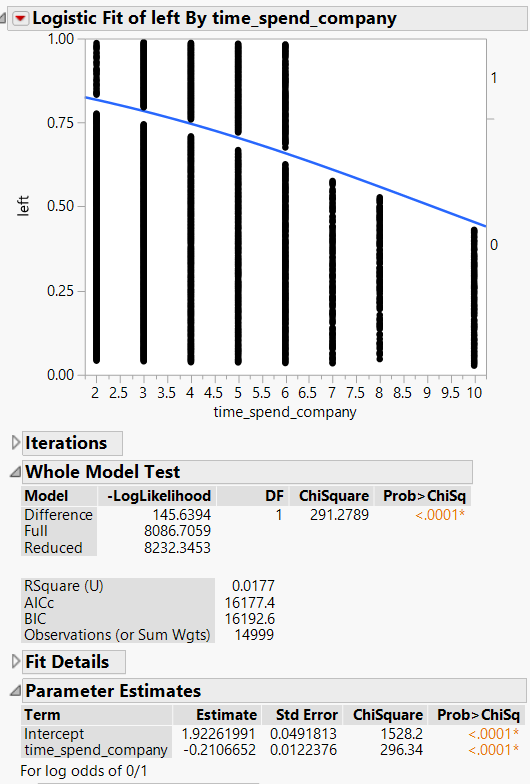 Logistic Fit of left By time_spend_company
1.00
0.75
0.50
0.25
0.00
left
1
0
2 2.5 3 3.5 4 4.5 5 5.5 6 6.5 7 7.5 8 8.5 9 9.5 10
time_spend_company
Iterations
Whole Model Test
Model -LogLikelihood DF ChiSquare Prob>ChiSq
Difference 145.6394 1 291.2789 <.0001*
Full 8086.7059
Reduced 8232.3453
RSquare (U) 0.0177
AICc 16177.4
BIC 16192.6
Observations (or Sum Wgts) 14999
Fit Details
Parameter Estimates
Term Estimate Std Error ChiSquare Prob>ChiSq
Intercept 1.92261991 0.0491813 1528.2 <.0001*
time_spend_company -0.2106652 0.0122376 296.34 <.0001*
For log odds of 0/1